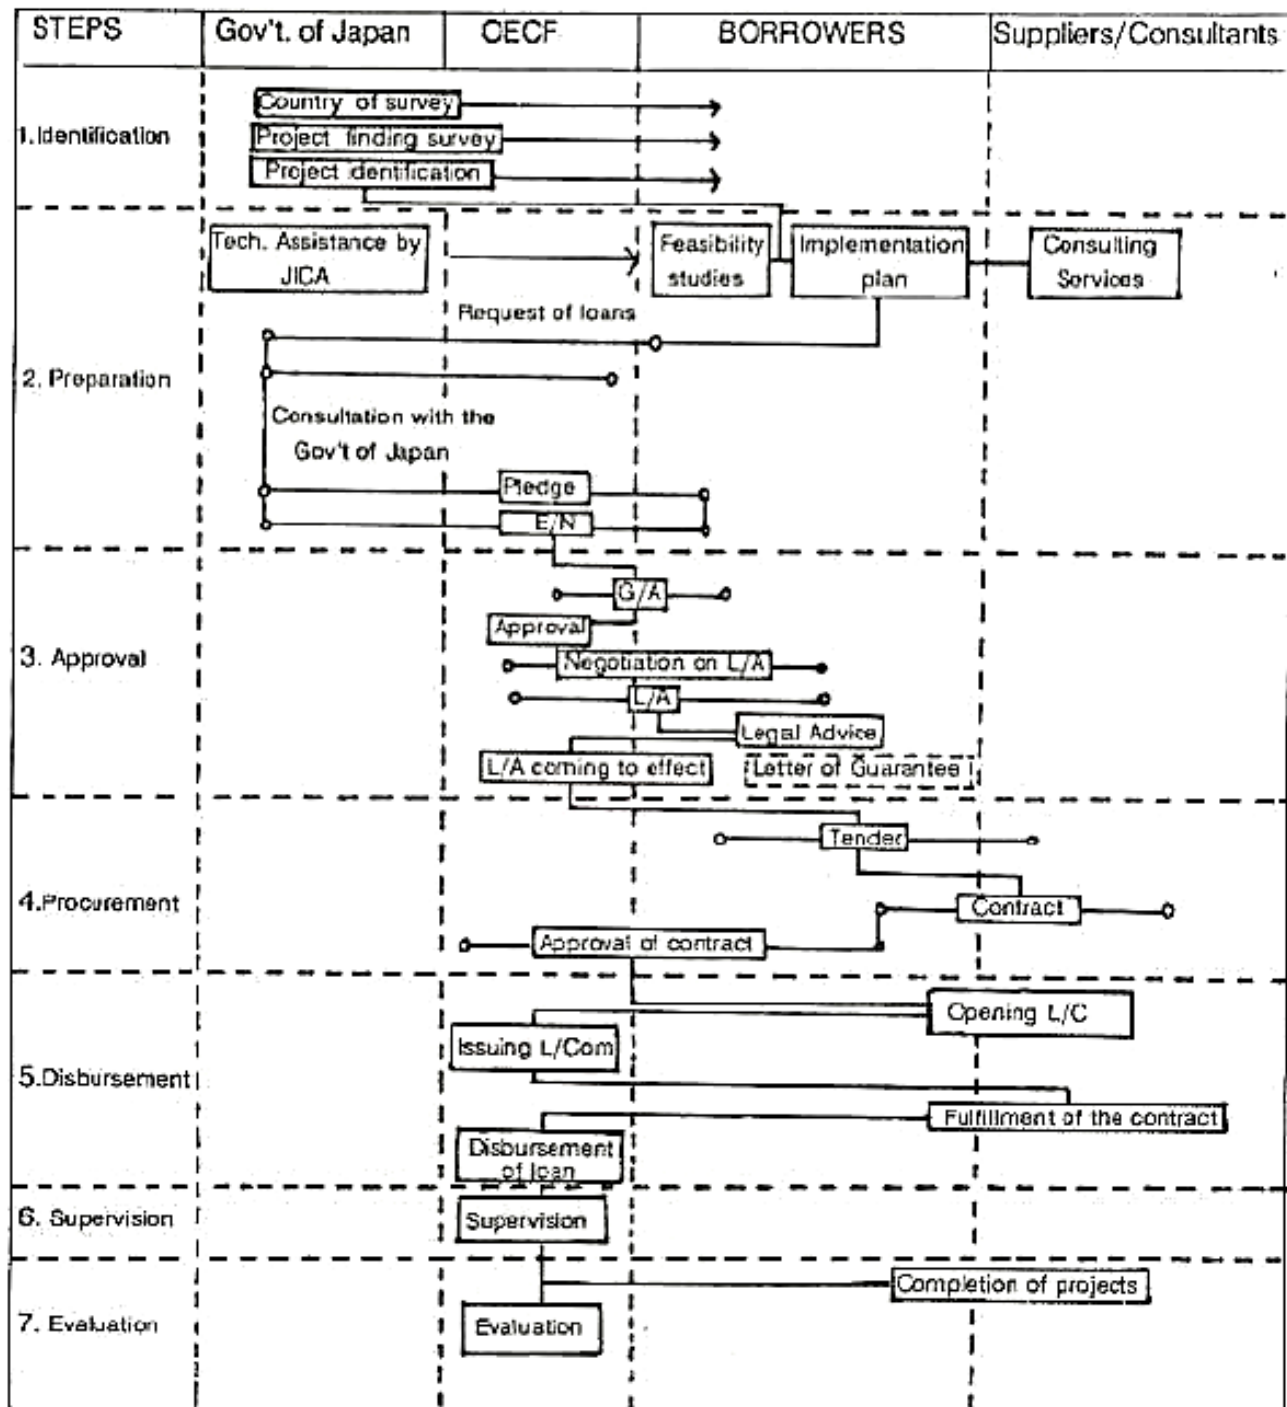 STEPS
Gov't. of Japan
OECF
BORROWERS
Suppliers/Consultants
1.Identification
Country of survey
Project finding survey
Project identification
Tech. Assistance by
JICA
Feasibility
studies
Implementation
plan
Consulting
Services
Request of loans
2. Preparation
Consultation with the
Gov't of Japan
Pledge
E/N
G/A
Approval
3. Approval
Negotiation on L/A
L/A
Legal Advice
L/A coming to effect
Letter of Guarantee
Tender
4.Procurement
Contract
Approval of contract
Opening L/C
Issuing L/Com
5.Disbursement
Fulfillment of the contract
Disbursement
of loan
6. Supervision
Supervision
Completion of projects
7. Evaluation
Evaluation